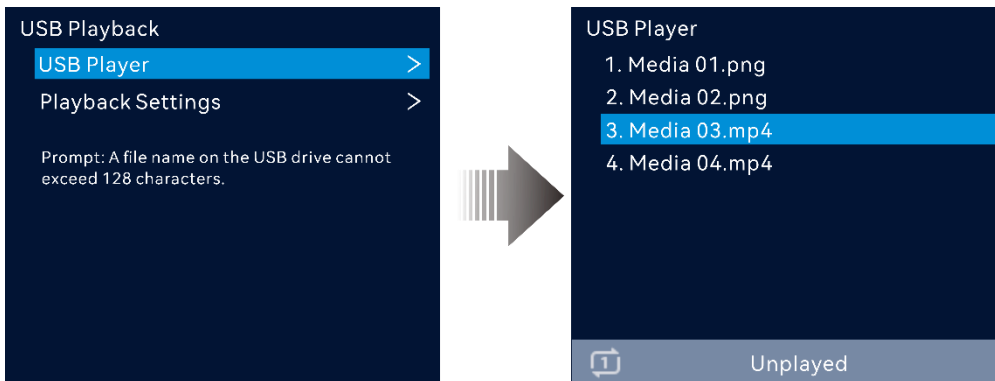 USB Playback
USB Player >
Playback Settings >
Prompt: A file name on the USB drive cannot
exceed 128 characters.
USB Player
1. Media 01.png
2. Media 02.png
3. Media 03.mp4
4. Media 04.mp4
1 Unplayed